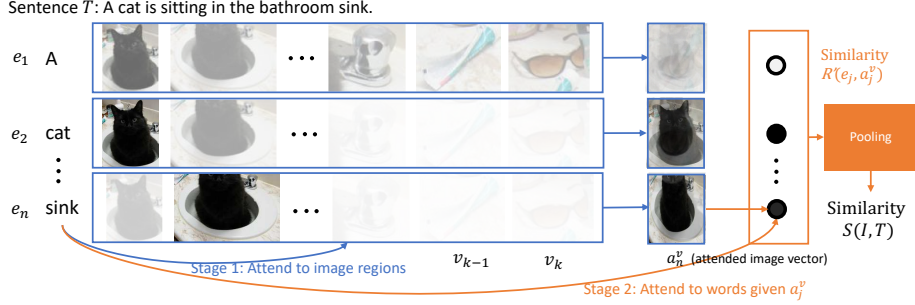 Sentence T: A cat is sitting in the bathroom sink.
e₁ A
Similarity
R′(eⱼ, aⱼᵛ)
e₂ cat
Pooling
eₙ sink
Similarity
S(I, T)
Stage 1: Attend to image regions
vₖ₋₁
vₖ
aₙᵛ (attended image vector)
Stage 2: Attend to words given aⱼᵛ